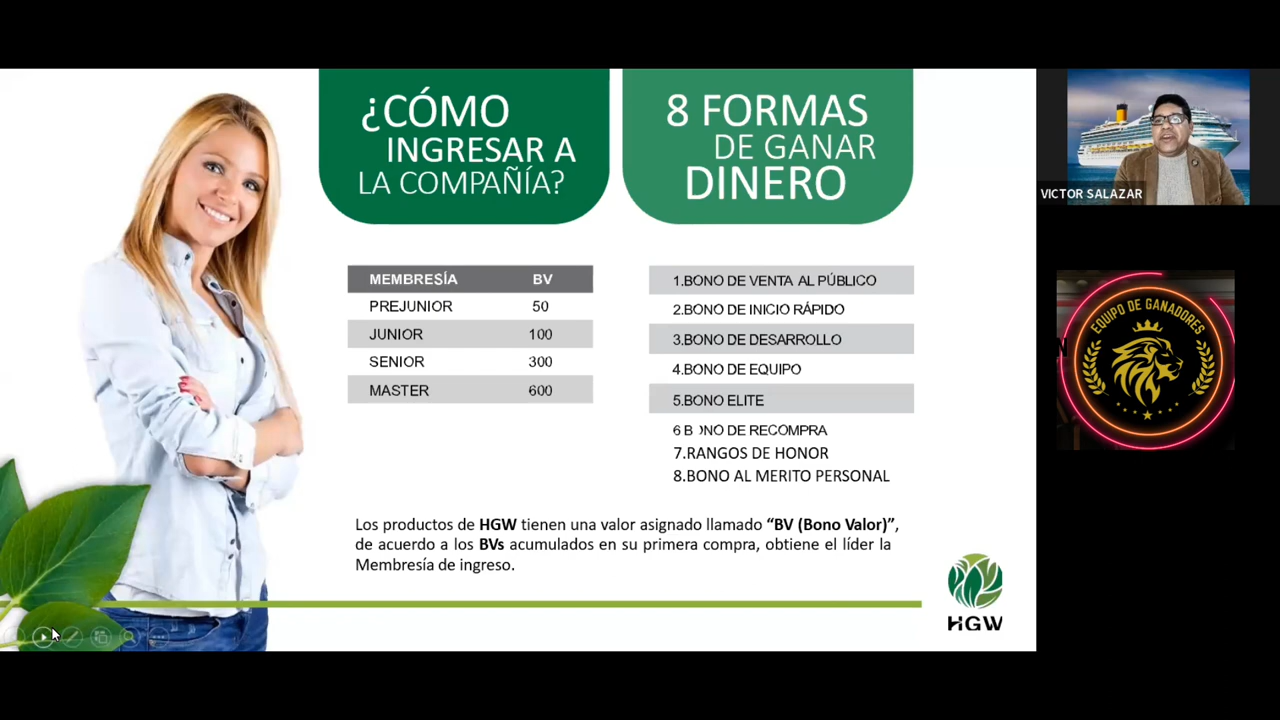 ¿CÓMO
INGRESAR A
LA COMPAÑÍA?
8 FORMAS
DE GANAR
DINERO
MEMBRESÍA BV
PREJUNIOR 50
JUNIOR 100
SENIOR 300
MASTER 600
1.BONO DE VENTA AL PÚBLICO
2.BONO DE INICIO RÁPIDO
3.BONO DE DESARROLLO
4.BONO DE EQUIPO
5.BONO ELITE
6 BONO DE RECOMPRA
7.RANGOS DE HONOR
8.BONO AL MERITO PERSONAL
Los productos de HGW tienen una valor asignado llamado “BV (Bono Valor)”,
de acuerdo a los BVs acumulados en su primera compra, obtiene el líder la
Membresía de ingreso.
HGW
VICTOR SALAZAR
EQUIPO DE GANADORES